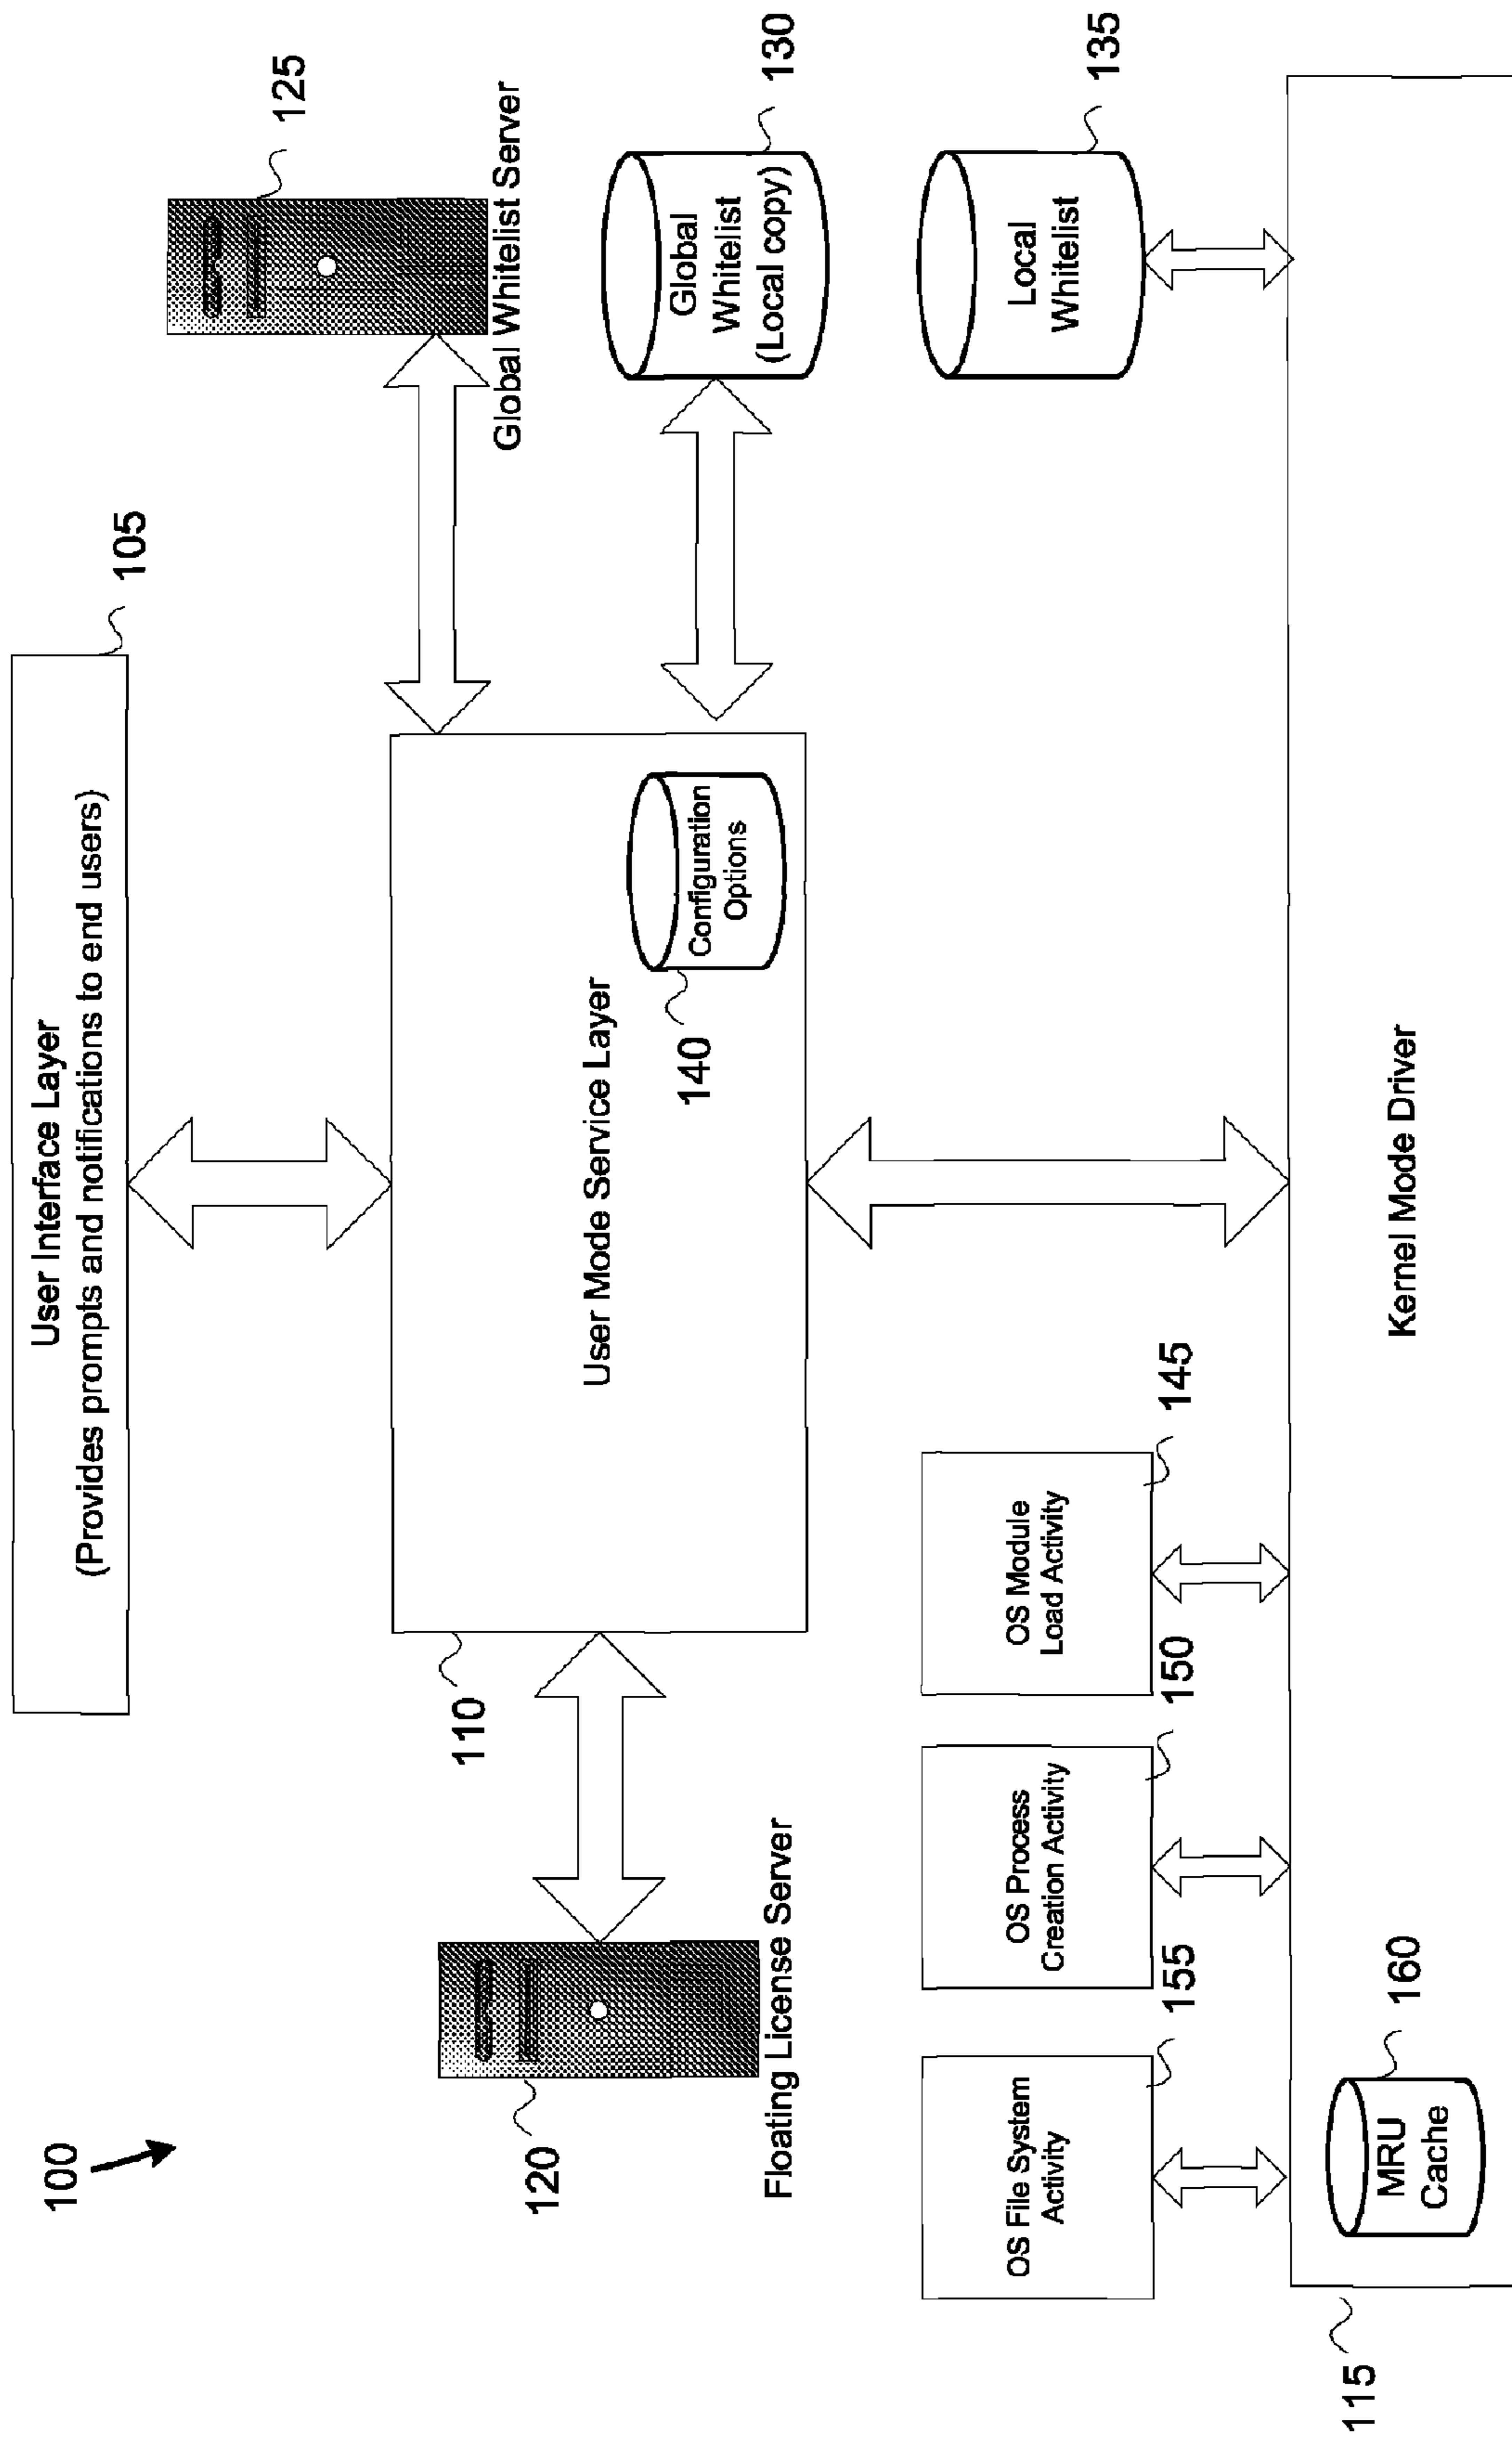 100
User Interface Layer
(Provides prompts and notifications to end users)
105
120
Floating License Server
110
User Mode Service Layer
140
Configuration
Options
125
Global Whitelist Server
Global
Whitelist
(Local copy)
130
OS File System
Activity
155
OS Process
Creation Activity
150
OS Module
Load Activity
145
Local
Whitelist
135
115
MRU
Cache
160
Kernel Mode Driver